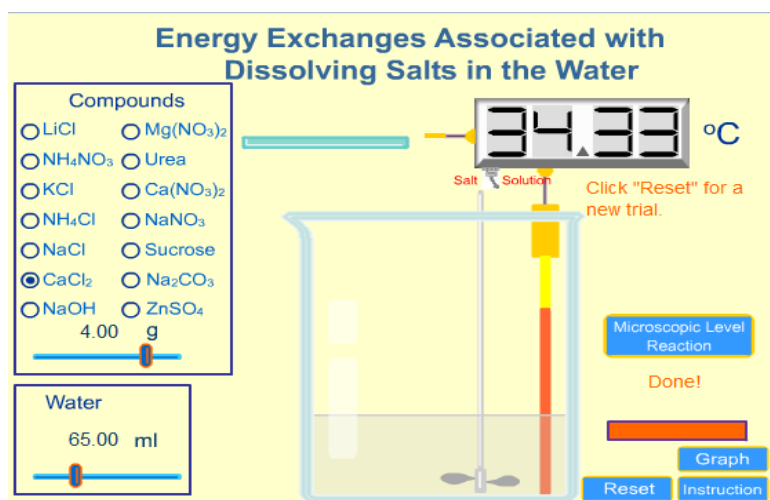 Energy Exchanges Associated with
Dissolving Salts in the Water
Compounds
LiCl
Mg(NO₃)₂
NH₄NO₃
Urea
KCl
Ca(NO₃)₂
NH₄Cl
NaNO₃
NaCl
Sucrose
CaCl₂
Na₂CO₃
NaOH
ZnSO₄
4.00 g
Water
65.00 ml
34.33 ºC
Salt Solution
Click "Reset" for a
new trial.
Microscopic Level
Reaction
Done!
Graph
Reset
Instruction